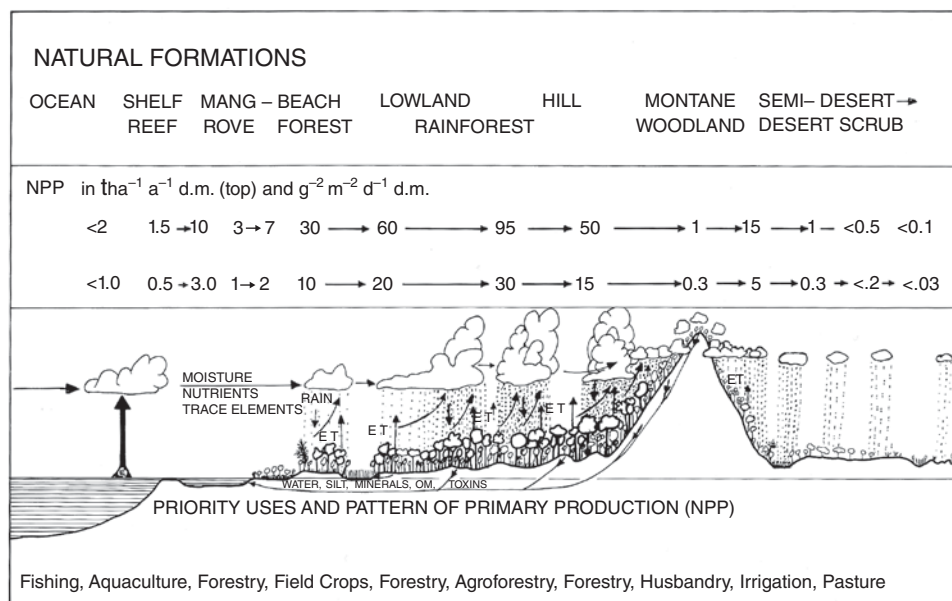 NATURAL FORMATIONS
OCEAN SHELF MANG – BEACH LOWLAND HILL MONTANE SEMI– DESERT→
REEF ROVE FOREST RAINFOREST WOODLAND DESERT SCRUB
NPP in tha⁻¹ a⁻¹ d.m. (top) and g⁻² m⁻² d⁻¹ d.m.
<2 1.5 →10 3→7 30 → 60 → 95 → 50 → 1 →15 → 1 — <0.5 <0.1
<1.0 0.5→3.0 1→2 10 → 20 → 30 → 15 → 0.3 → 5 → 0.3 → <.2 → <.03
MOISTURE
NUTRIENTS
TRACE ELEMENTS
RAIN
ET
ET
ET
ET
ET
WATER, SILT, MINERALS, OM, TOXINS
PRIORITY USES AND PATTERN OF PRIMARY PRODUCTION (NPP)
Fishing, Aquaculture, Forestry, Field Crops, Forestry, Agroforestry, Forestry, Husbandry, Irrigation, Pasture